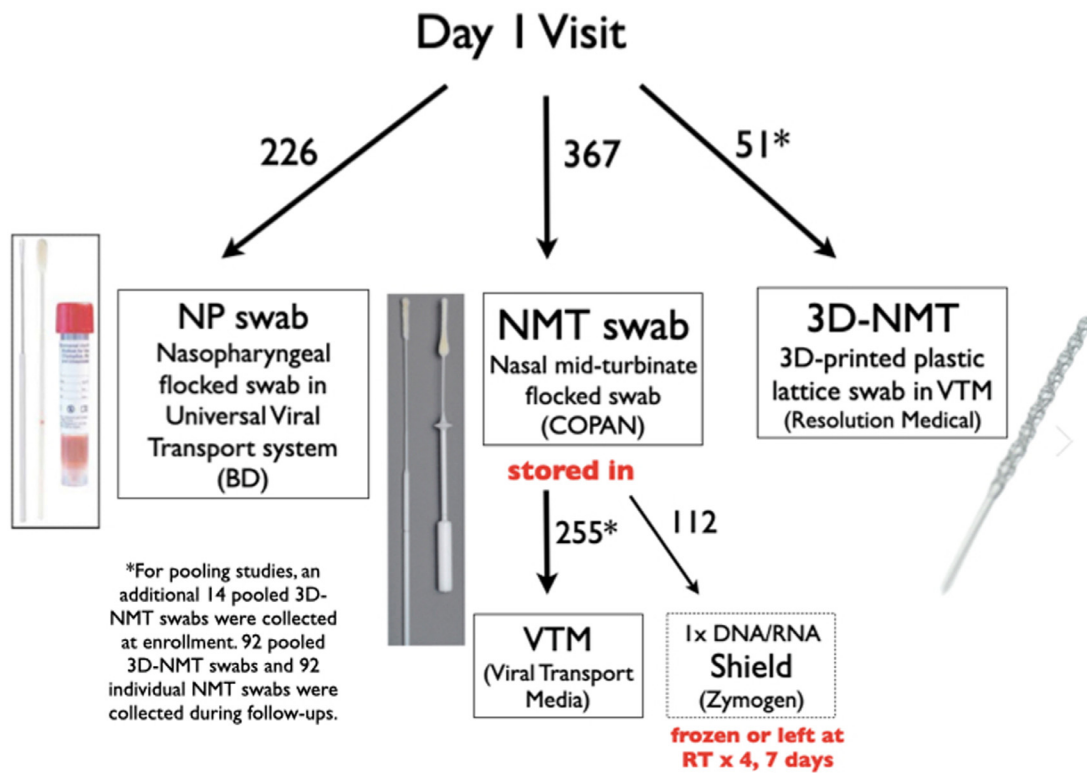 Day 1 Visit
226
367
51*
NP swab
Nasopharyngeal
flocked swab in
Universal Viral
Transport system
(BD)
NMT swab
Nasal mid-turbinate
flocked swab
(COPAN)
3D-NMT
3D-printed plastic
lattice swab in VTM
(Resolution Medical)
stored in
255*
112
*For pooling studies, an
additional 14 pooled 3D-
NMT swabs were collected
at enrollment. 92 pooled
3D-NMT swabs and 92
individual NMT swabs were
collected during follow-ups.
VTM
(Viral Transport
Media)
1x DNA/RNA
Shield
(Zymogen)
frozen or left at
RT x 4, 7 days